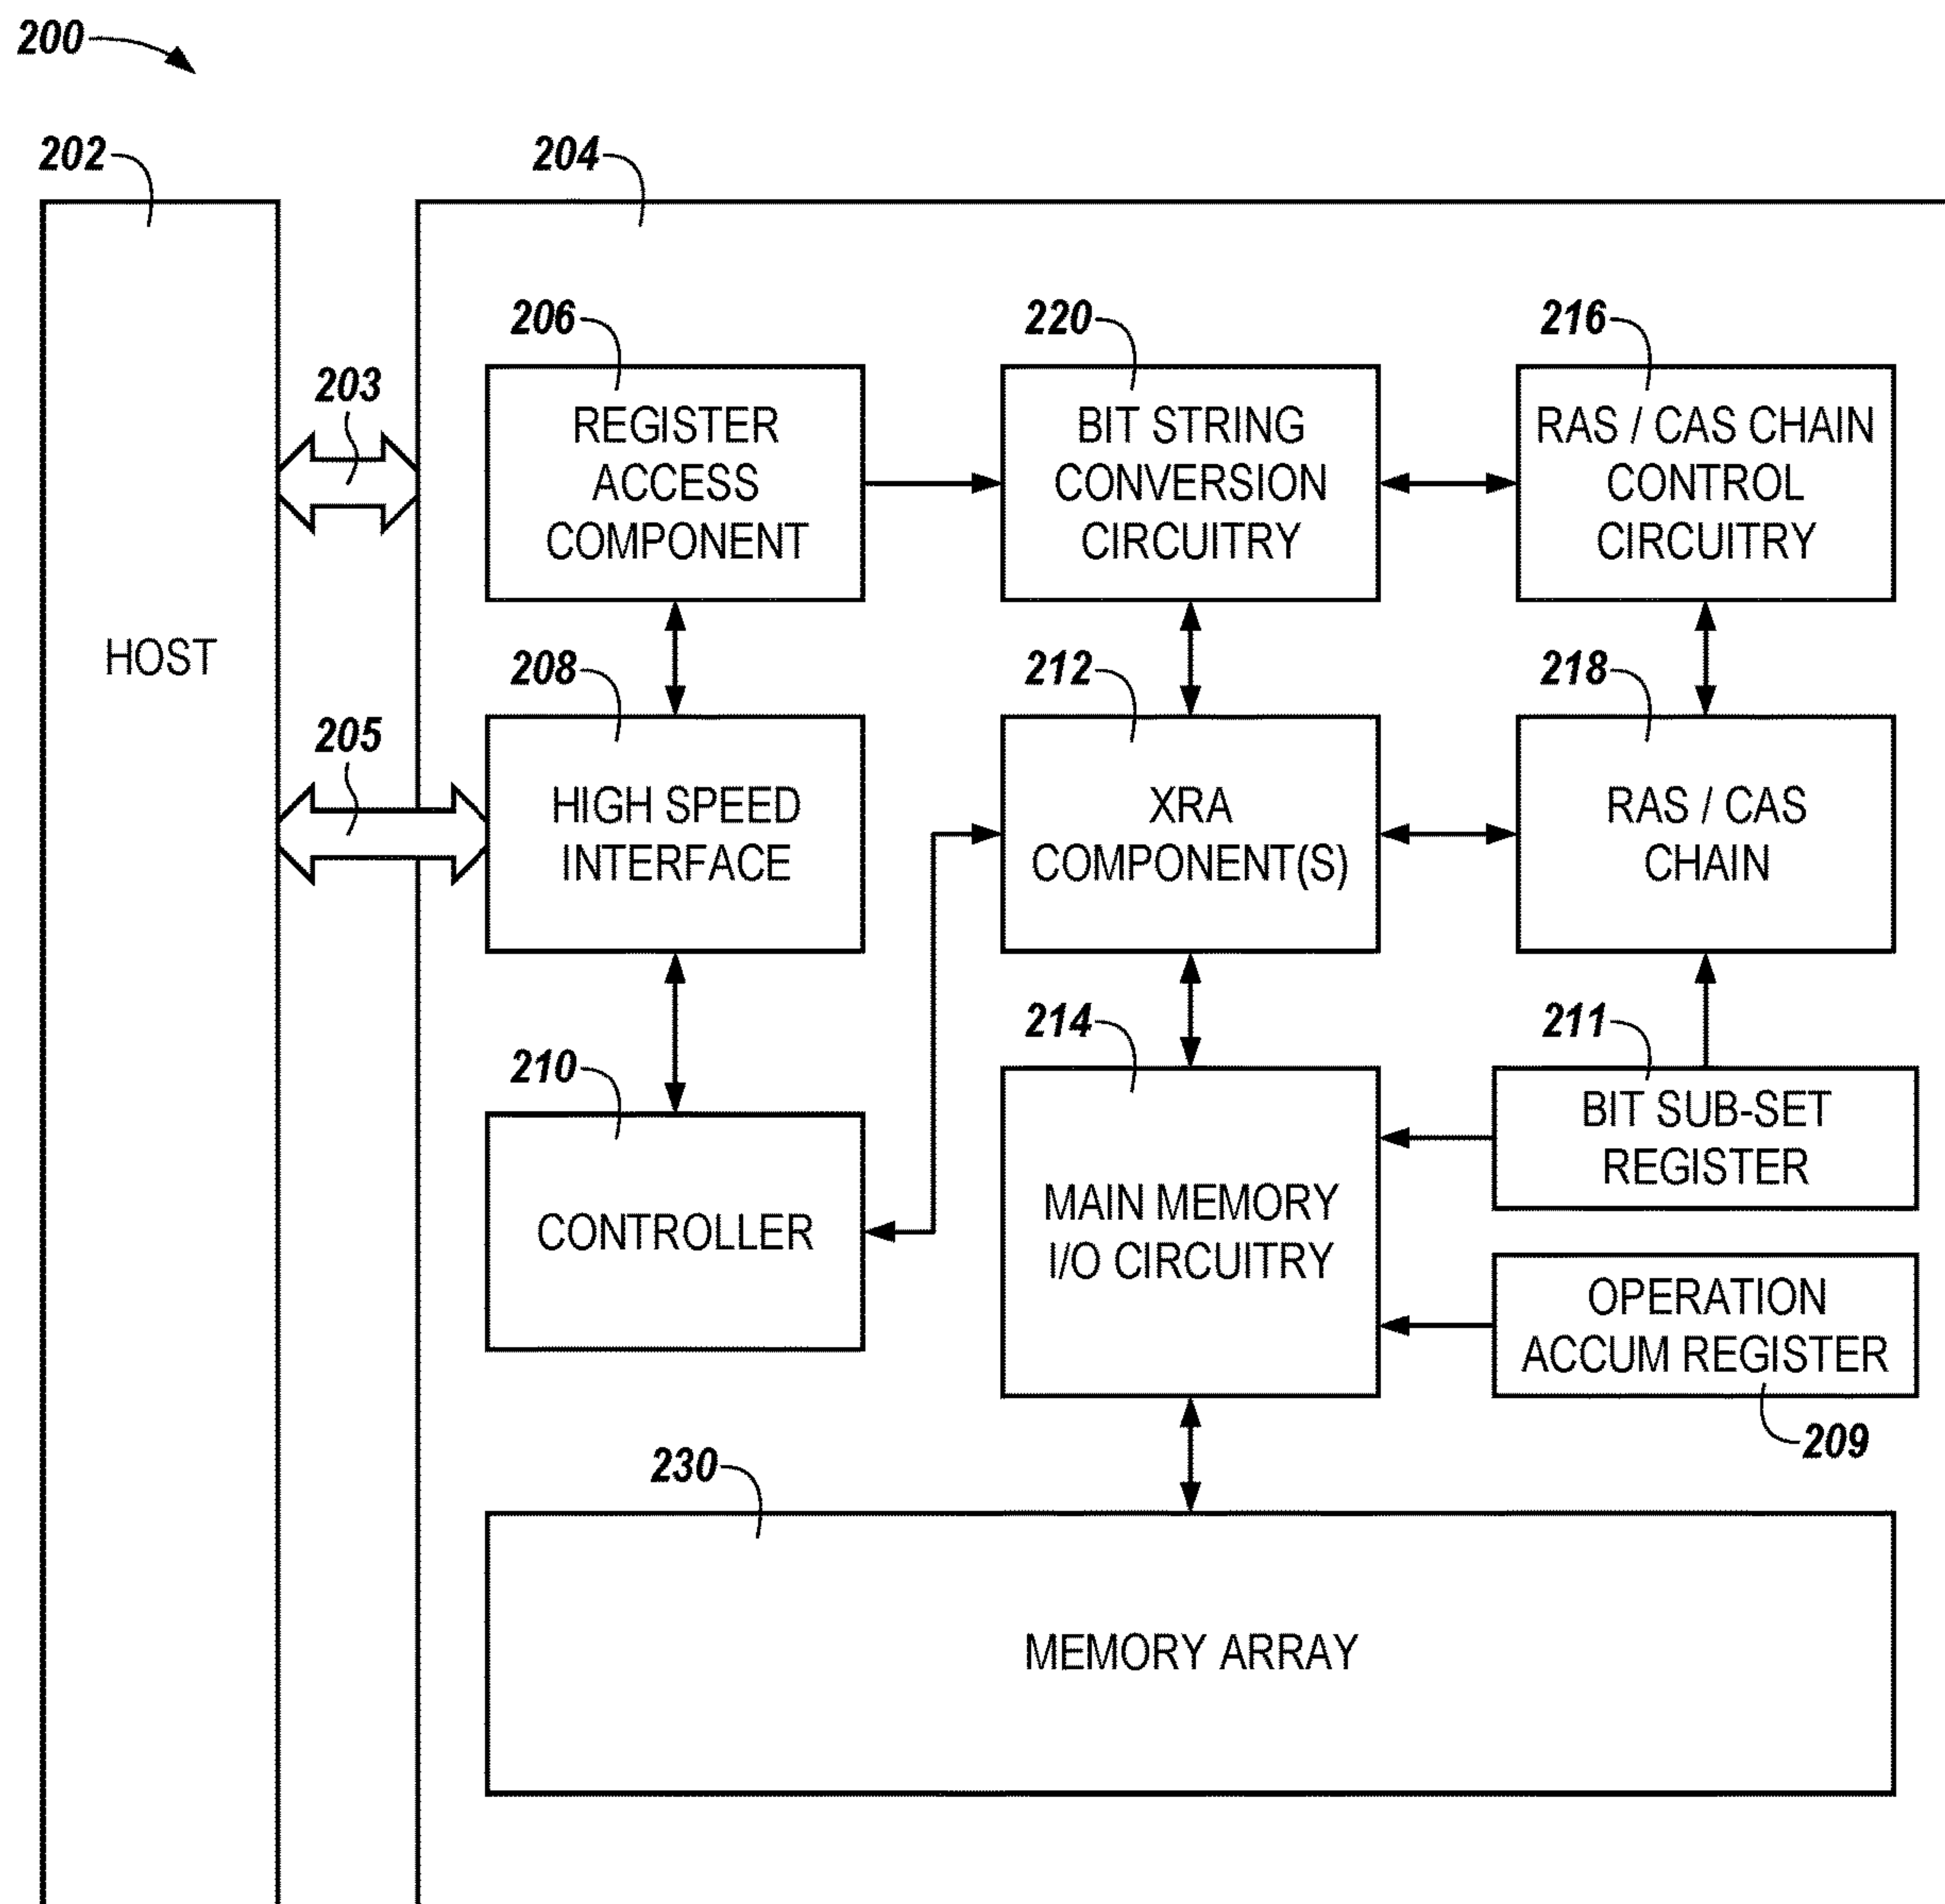 200
202
204
206
220
216
203
REGISTER
ACCESS
COMPONENT
BIT STRING
CONVERSION
CIRCUITRY
RAS / CAS CHAIN
CONTROL
CIRCUITRY
HOST
208
212
218
205
HIGH SPEED
INTERFACE
XRA
COMPONENT(S)
RAS / CAS
CHAIN
210
214
211
CONTROLLER
MAIN MEMORY
I/O CIRCUITRY
BIT SUB-SET
REGISTER
OPERATION
ACCUM REGISTER
209
230
MEMORY ARRAY